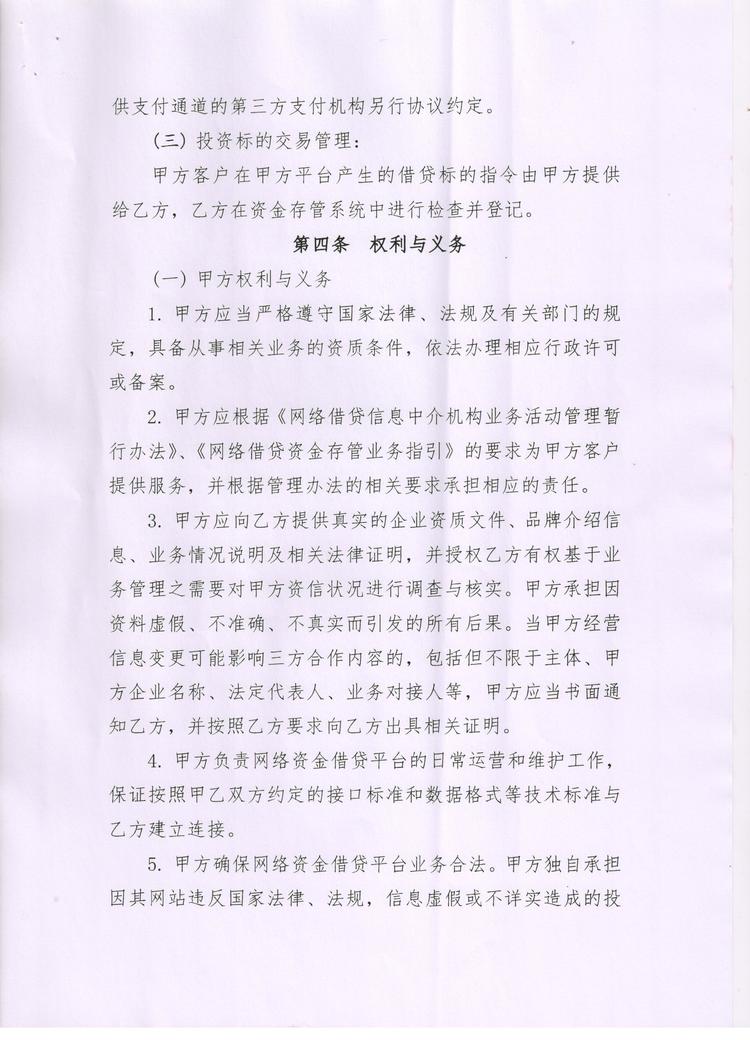 供支付通道的第三方支付机构另行协议约定。
(三) 投资标的交易管理：
甲方客户在甲方平台产生的借贷标的指令由甲方提供
给乙方，乙方在资金存管系统中进行检查并登记。
第四条 权利与义务
(一) 甲方权利与义务
1. 甲方应当严格遵守国家法律、法规及有关部门的规
定，具备从事相关业务的资质条件，依法办理相应行政许可
或备案。
2. 甲方应根据《网络借贷信息中介机构业务活动管理暂
行办法》、《网络借贷资金存管业务指引》的要求为甲方客户
提供服务，并根据管理办法的相关要求承担相应的责任。
3. 甲方应向乙方提供真实的企业资质文件、品牌介绍信
息、业务情况说明及相关法律证明，并授权乙方有权基于业
务管理之需要对甲方资信状况进行调查与核实。甲方承担因
资料虚假、不准确、不真实而引发的所有后果。当甲方经营
信息变更可能影响三方合作内容的，包括但不限于主体、甲
方企业名称、法定代表人、业务对接人等，甲方应当书面通
知乙方，并按照乙方要求向乙方出具相关证明。
4. 甲方负责网络资金借贷平台的日常运营和维护工作，
保证按照甲乙双方约定的接口标准和数据格式等技术标准与
乙方建立连接。
5. 甲方确保网络资金借贷平台业务合法。甲方独自承担
因其网站违反国家法律、法规，信息虚假或不详实造成的投